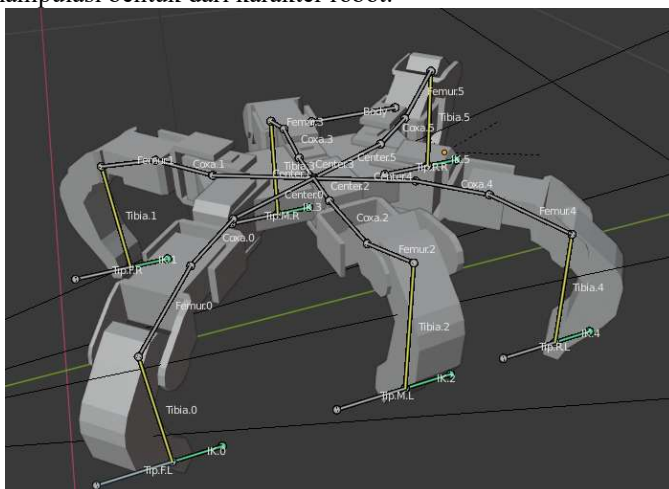 anipulasi bentuk dari karakter robot.
Femur.5
Body
Coxa.5
Tibia.5
Femur.3
Coxa.3
Center.5
IK.5
Tip.R.R
Femur.1
Coxa.1
Tibia.3
Center.3
Center.4
Center.2
Coxa.4
Center.0
IK.3
Tip.M.R
Tibia.1
Coxa.2
Femur.4
Coxa.0
Femur.2
IK.1
Tip.F.R
Femur.0
Tibia.4
Tibia.2
IK.4
Tip.R.L
IK.2
Tip.M.L
Tibia.0
IK.0
Tip.F.L